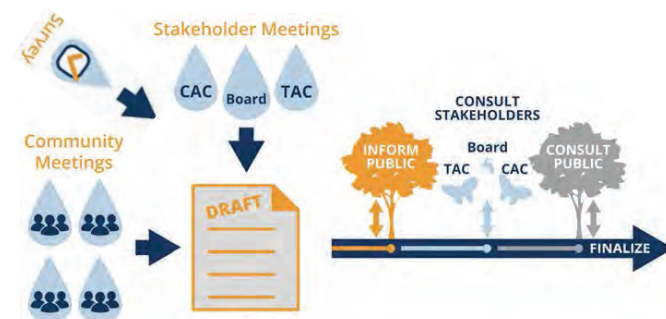 Survey
Stakeholder Meetings
CAC
Board
TAC
Community
Meetings
DRAFT
CONSULT
STAKEHOLDERS
INFORM
PUBLIC
Board
TAC
CAC
CONSULT
PUBLIC
FINALIZE